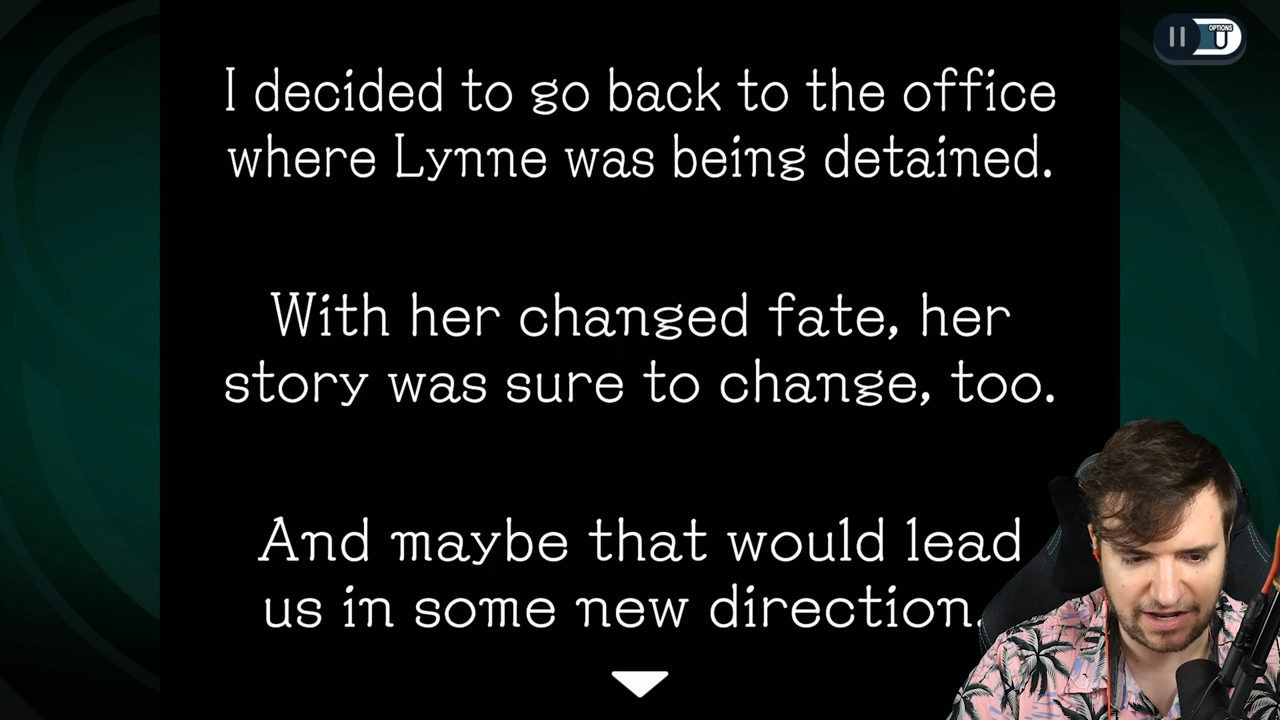 OPTIONS
I decided to go back to the office
where Lynne was being detained.
With her changed fate, her
story was sure to change, too.
And maybe that would lead
us in some new direction.